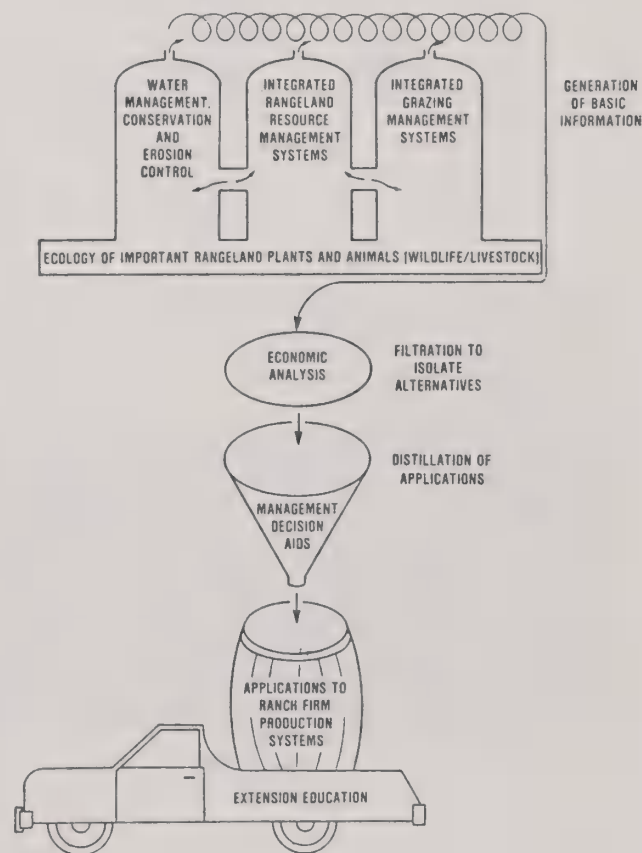 WATER
MANAGEMENT,
CONSERVATION
AND
EROSION
CONTROL
INTEGRATED
RANGELAND
RESOURCE
MANAGEMENT
SYSTEMS
INTEGRATED
GRAZING
MANAGEMENT
SYSTEMS
GENERATION
OF BASIC
INFORMATION
ECOLOGY OF IMPORTANT RANGELAND PLANTS AND ANIMALS (WILDLIFE/LIVESTOCK)
ECONOMIC
ANALYSIS
FILTRATION TO
ISOLATE
ALTERNATIVES
DISTILLATION OF
APPLICATIONS
MANAGEMENT
DECISION
AIDS
APPLICATIONS TO
RANCH FIRM
PRODUCTION
SYSTEMS
EXTENSION EDUCATION